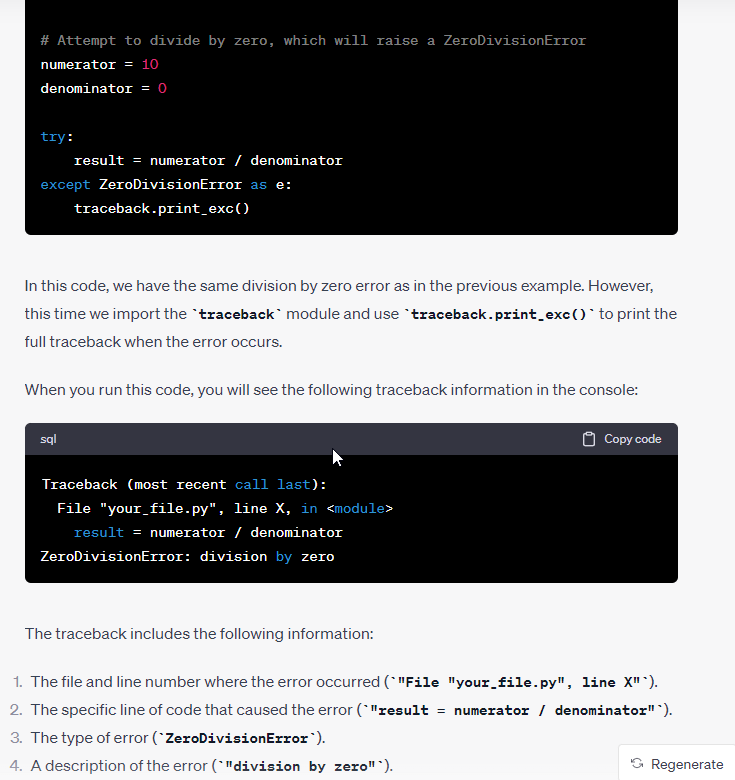 # Attempt to divide by zero, which will raise a ZeroDivisionError
numerator = 10
denominator = 0
try:
    result = numerator / denominator
except ZeroDivisionError as e:
    traceback.print_exc()
In this code, we have the same division by zero error as in the previous example. However,
this time we import the `traceback` module and use `traceback.print_exc()` to print the
full traceback when the error occurs.
When you run this code, you will see the following traceback information in the console:
sql Copy code
Traceback (most recent call last):
  File "your_file.py", line X, in <module>
    result = numerator / denominator
ZeroDivisionError: division by zero
The traceback includes the following information:
1. The file and line number where the error occurred (`"File "your_file.py", line X"`).
2. The specific line of code that caused the error (`"result = numerator / denominator"`).
3. The type of error (`ZeroDivisionError`).
4. A description of the error (`"division by zero"`).
Regenerate